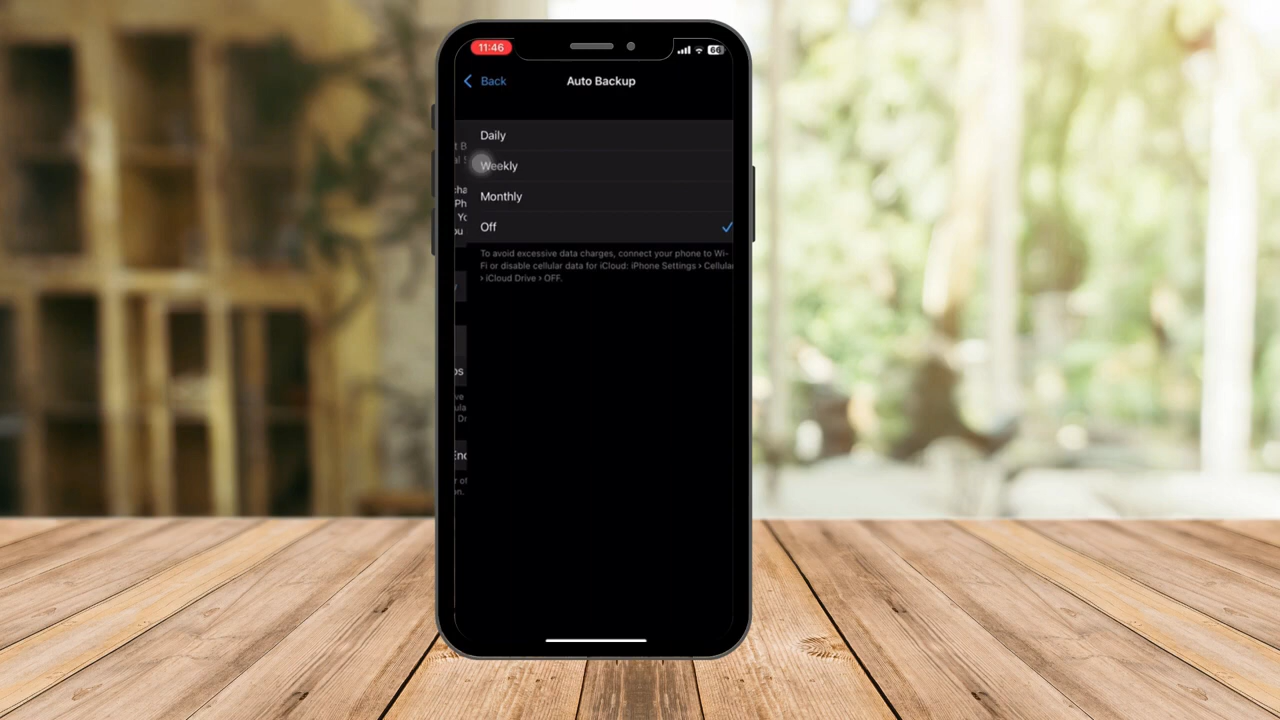 11:46
66
Back
Auto Backup
Daily
Weekly
Monthly
Off
To avoid excessive data charges, connect your phone to Wi-
Fi or disable cellular data for iCloud: iPhone Settings › Cellular
› iCloud Drive › OFF.